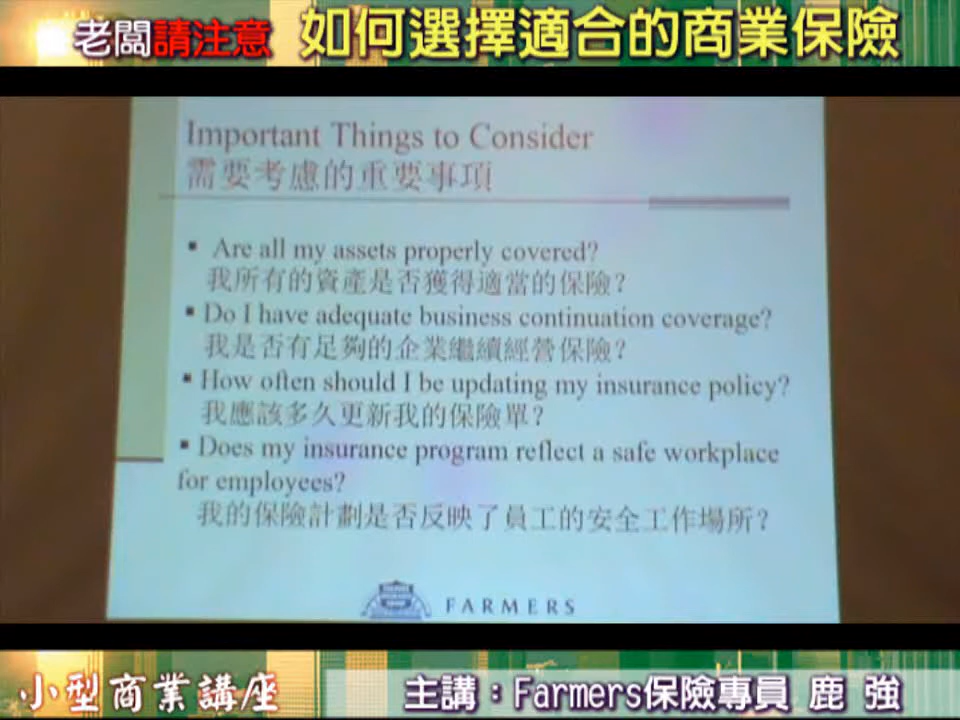 老闆請注意 如何選擇適合的商業保險
Important Things to Consider
需要考慮的重要事項
▪ Are all my assets properly covered?
我所有的資產是否獲得適當的保險?
▪ Do I have adequate business continuation coverage?
我是否有足夠的企業繼續經營保險?
▪ How often should I be updating my insurance policy?
我應該多久更新我的保險單?
▪ Does my insurance program reflect a safe workplace
for employees?
我的保險計劃是否反映了員工的安全工作場所?
FARMERS
小型商業講座 主講:Farmers保險專員 鹿 強